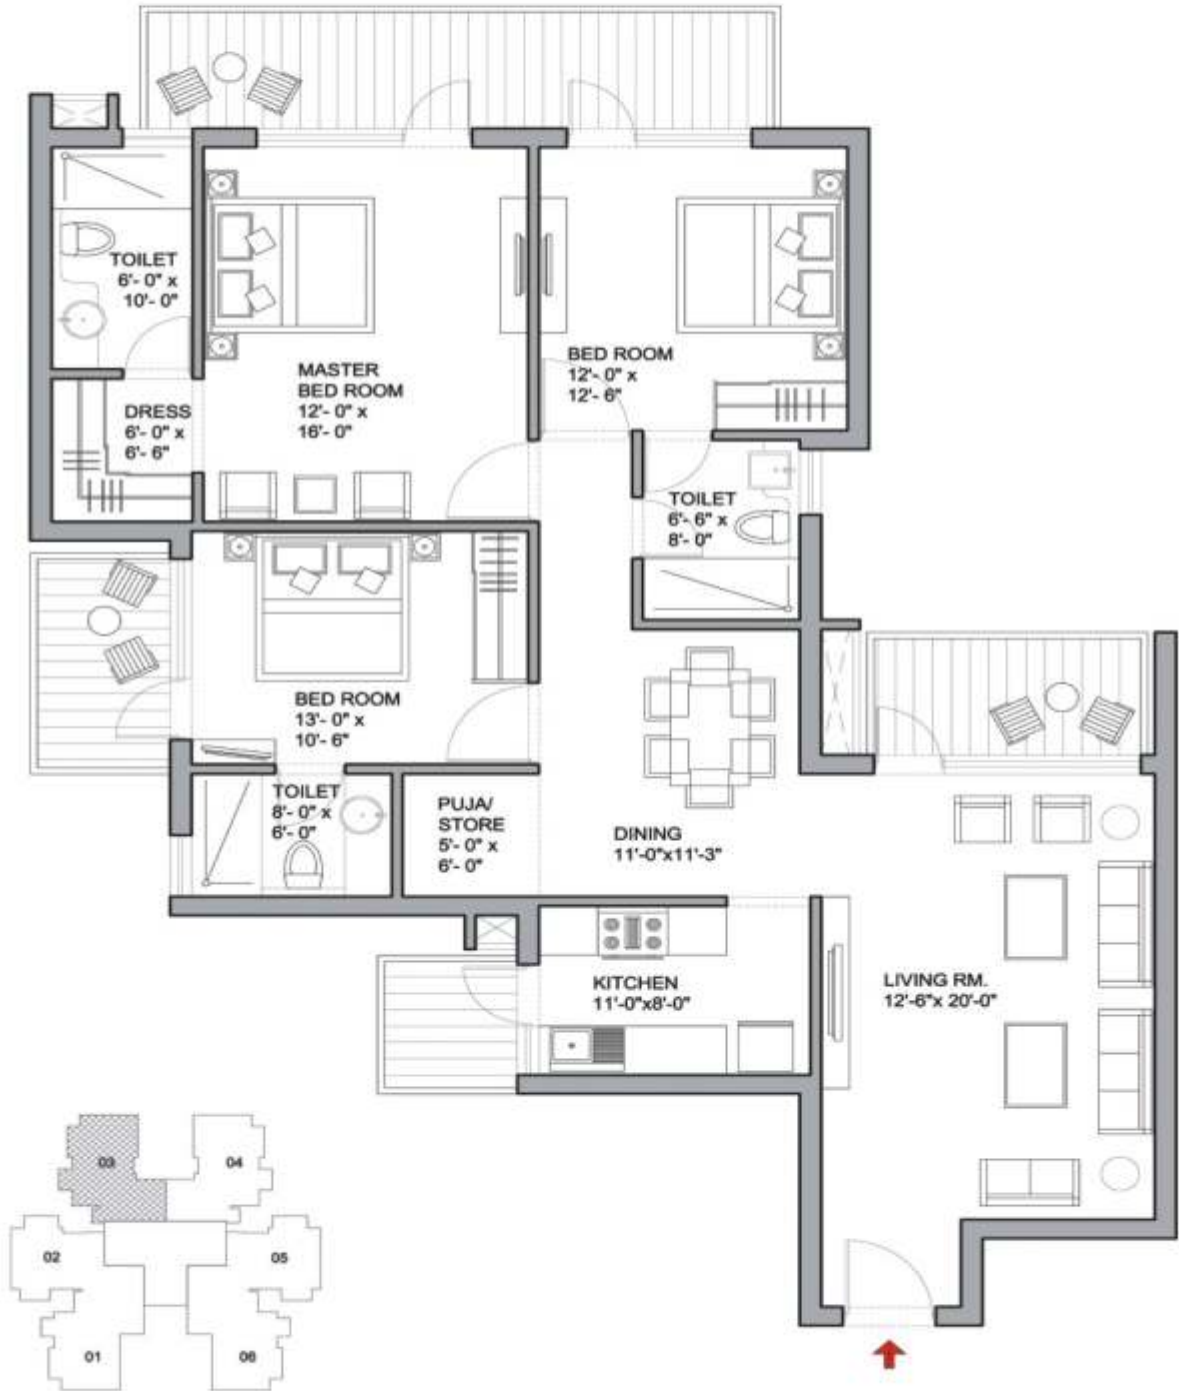 TOILET
6'- 0" x
10'- 0"
MASTER
BED ROOM
12'- 0" x
16'- 0"
BED ROOM
12'- 0" x
12'- 6"
DRESS
6'- 0" x
6'- 6"
TOILET
6'- 6" x
8'- 0"
BED ROOM
13'- 0" x
10'- 6"
TOILET
8'- 0" x
6'- 0"
PUJA/
STORE
5'- 0" x
6'- 0"
DINING
11'-0"x11'-3"
KITCHEN
11'-0"x8'-0"
LIVING RM.
12'-6"x 20'-0"
03
04
02
05
01
06